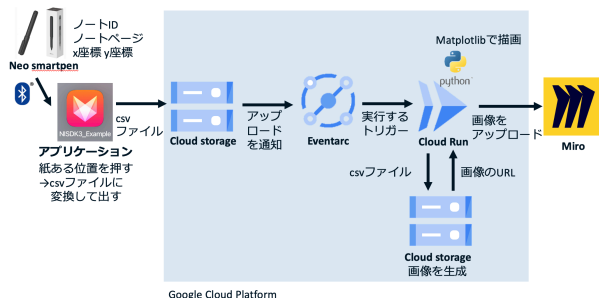 ノートID
ノートページ
x座標 y座標
Neo smartpen
NISDK3_Example
アプリケーション
紙ある位置を押す
→csvファイルに
変換して出す
csv
ファイル
Cloud storage
アップ
ロード
を通知
Eventarc
実行する
トリガー
Matplotlibで描画
python
Cloud Run
画像を
アップロード
Miro
csvファイル
画像のURL
Cloud storage
画像を生成
Google Cloud Platform